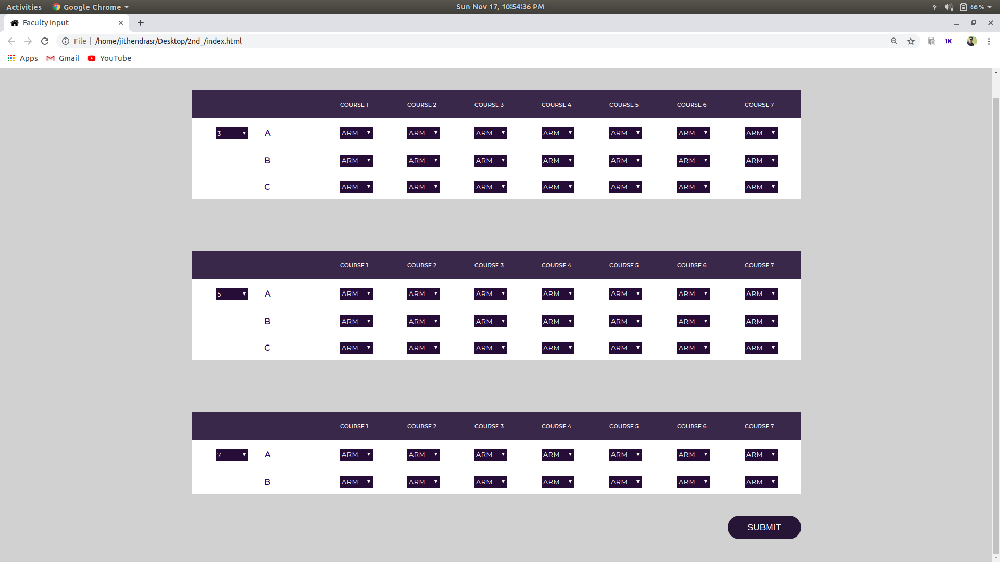 Activities Google Chrome Sun Nov 17, 10:54:36 PM ? 66%
Faculty Input
File /home/jithendrasr/Desktop/2nd_/index.html 1K
Apps Gmail YouTube
COURSE 1 COURSE 2 COURSE 3 COURSE 4 COURSE 5 COURSE 6 COURSE 7
3 A ARM ARM ARM ARM ARM ARM ARM
B ARM ARM ARM ARM ARM ARM ARM
C ARM ARM ARM ARM ARM ARM ARM
COURSE 1 COURSE 2 COURSE 3 COURSE 4 COURSE 5 COURSE 6 COURSE 7
5 A ARM ARM ARM ARM ARM ARM ARM
B ARM ARM ARM ARM ARM ARM ARM
C ARM ARM ARM ARM ARM ARM ARM
COURSE 1 COURSE 2 COURSE 3 COURSE 4 COURSE 5 COURSE 6 COURSE 7
7 A ARM ARM ARM ARM ARM ARM ARM
B ARM ARM ARM ARM ARM ARM ARM
SUBMIT